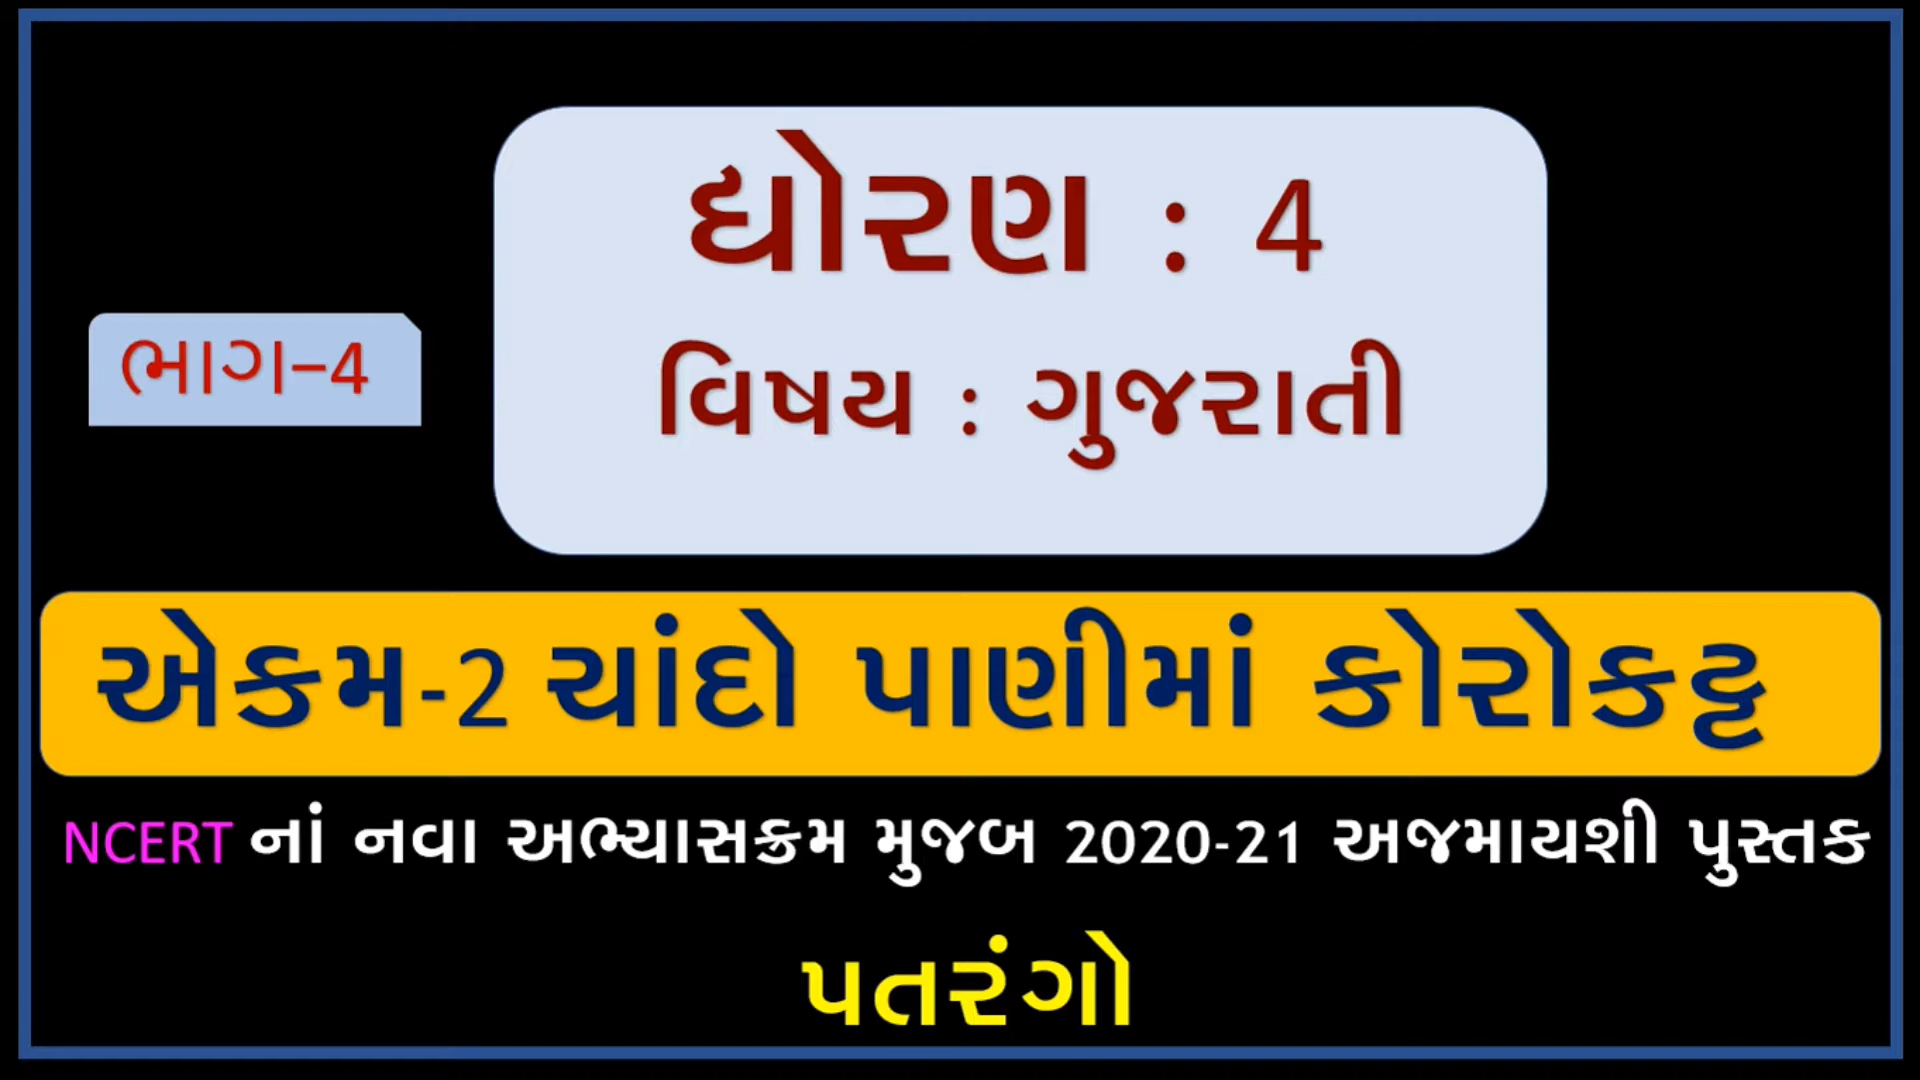 ધોરણ : 4
વિષય : ગુજરાતી
ભાગ-4
એકમ-2 ચાંદો પાણીમાં કોરોકટ્ટ
NCERT નાં નવા અભ્યાસક્રમ મુજબ 2020-21 અજમાયશી પુસ્તક
પતરંગો